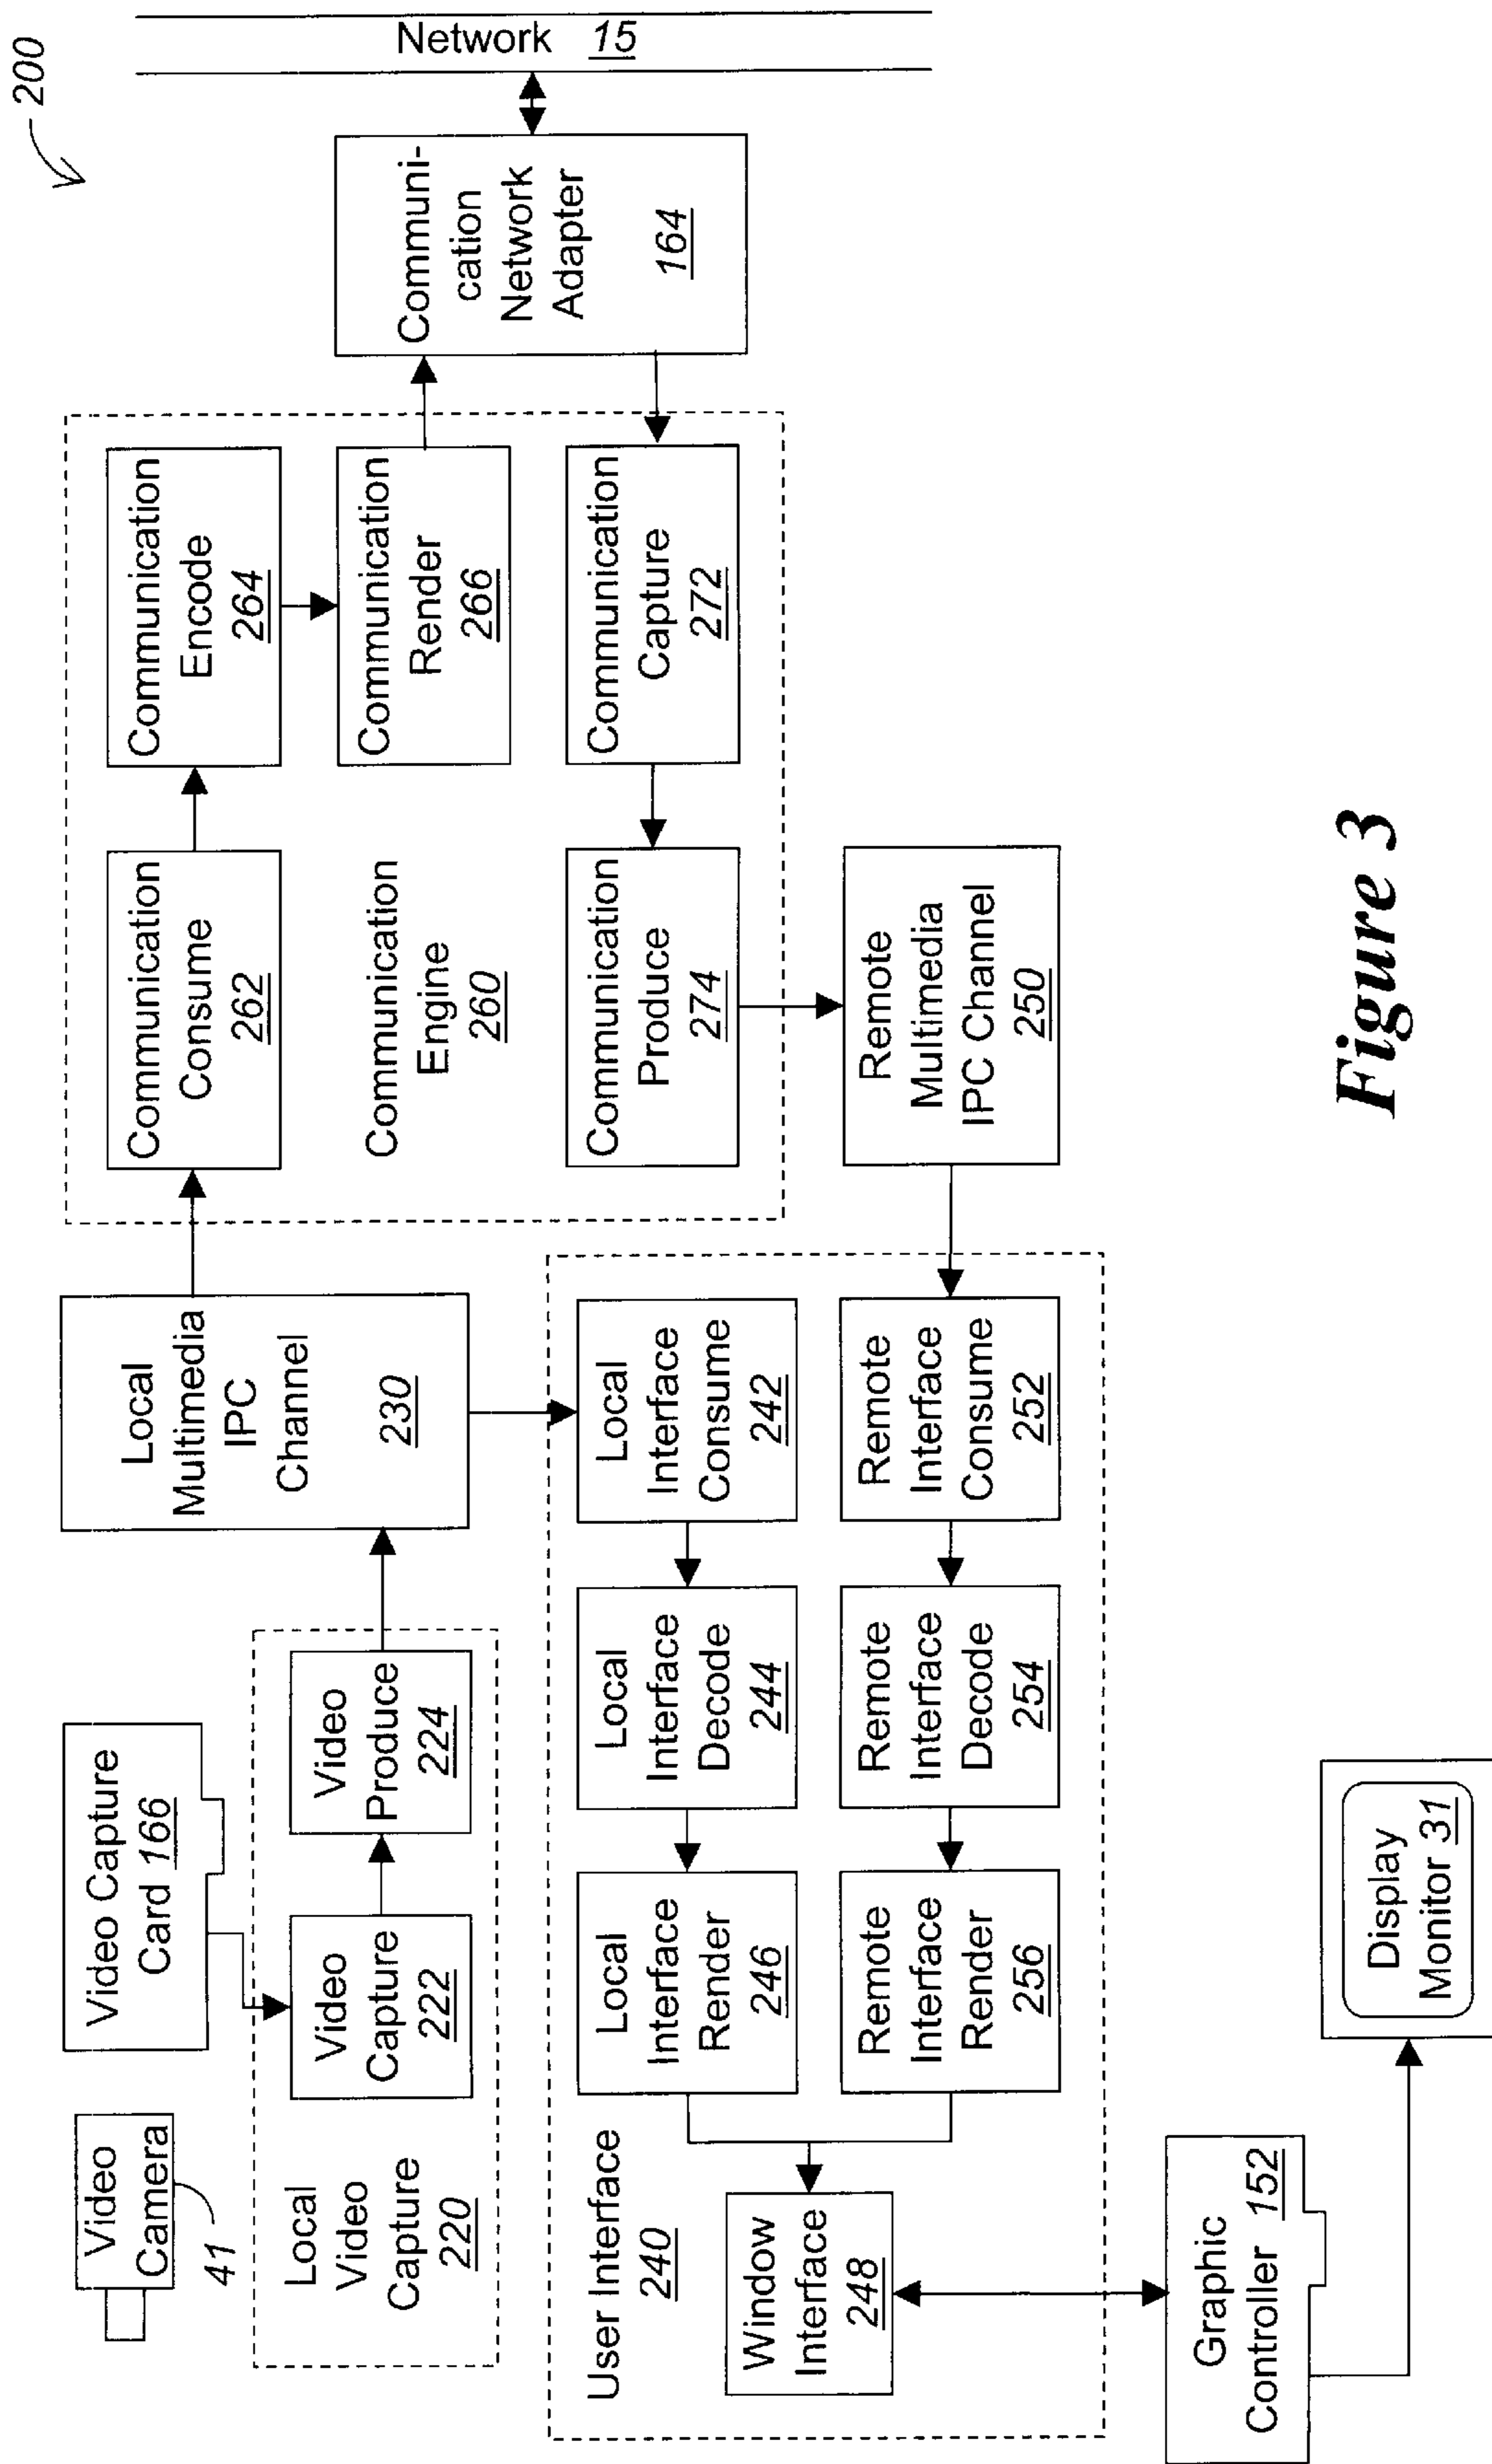 200
Video
Camera
41
Video Capture
Card 166
Local
Multimedia
IPC
Channel
230
Communication
Consume
262
Communication
Encode
264
Communication
Render
266
Communi-
cation
Network
Adapter
164
Network 15
Local
Video
Capture
220
Video
Capture
222
Video
Produce
224
Communication
Engine
260
Communication
Produce
274
Communication
Capture
272
User Interface
240
Local
Interface
Render
246
Local
Interface
Decode
244
Local
Interface
Consume
242
Remote
Multimedia
IPC Channel
250
Window
Interface
248
Remote
Interface
Render
256
Remote
Interface
Decode
254
Remote
Interface
Consume
252
Graphic
Controller 152
Display
Monitor 31
Figure 3